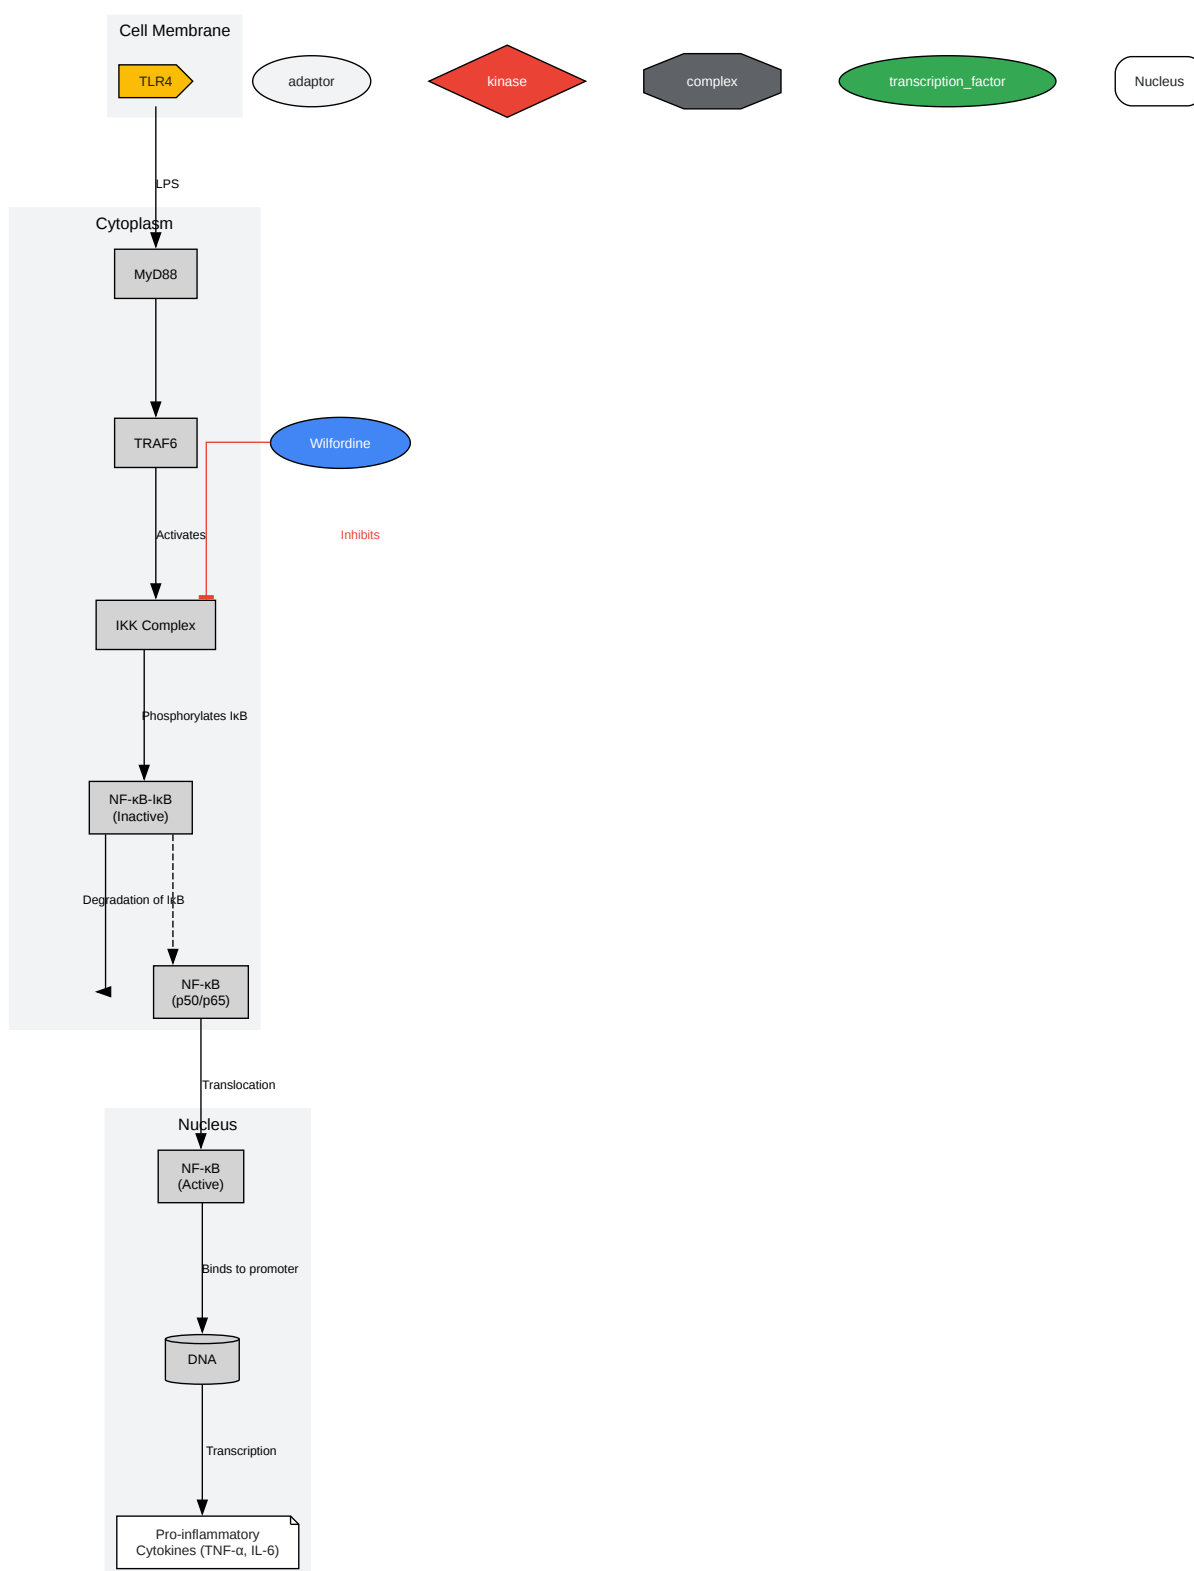 Cell Membrane
TLR4
adaptor
kinase
complex
transcription_factor
Nucleus
LPS
Cytoplasm
MyD88
TRAF6
Wilfordine
Activates
Inhibits
IKK Complex
Phosphorylates IκB
NF-κB-IκB
(Inactive)
Degradation of IκB
NF-κB
(p50/p65)
Translocation
Nucleus
NF-κB
(Active)
Binds to promoter
DNA
Transcription
Pro-inflammatory
Cytokines (TNF-α, IL-6)